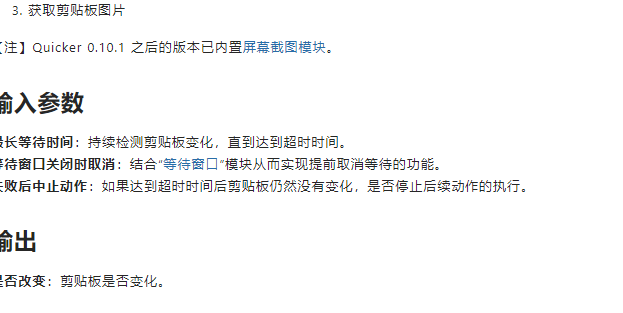 3. 获取剪贴板图片
【注】Quicker 0.10.1 之后的版本已内置屏幕截图模块。
输入参数
最长等待时间：持续检测剪贴板变化，直到达到超时时间。
等待窗口关闭时取消：结合“等待窗口”模块从而实现提前取消等待的功能。
失败后中止动作：如果达到超时时间后剪贴板仍然没有变化，是否停止后续动作的执行。
输出
是否改变：剪贴板是否变化。